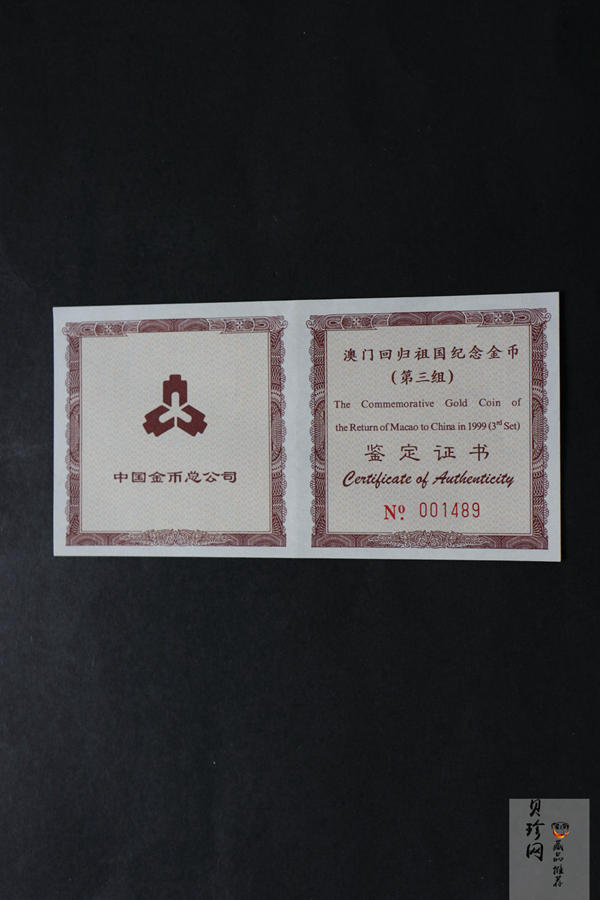 中国金币总公司
澳门回归祖国纪念金币
(第三组)
The Commemorative Gold Coin of
the Return of Macao to China in 1999 (3rd Set)
鉴定证书
Certificate of Authenticity
No. 001489
贝珍网
藏品推荐